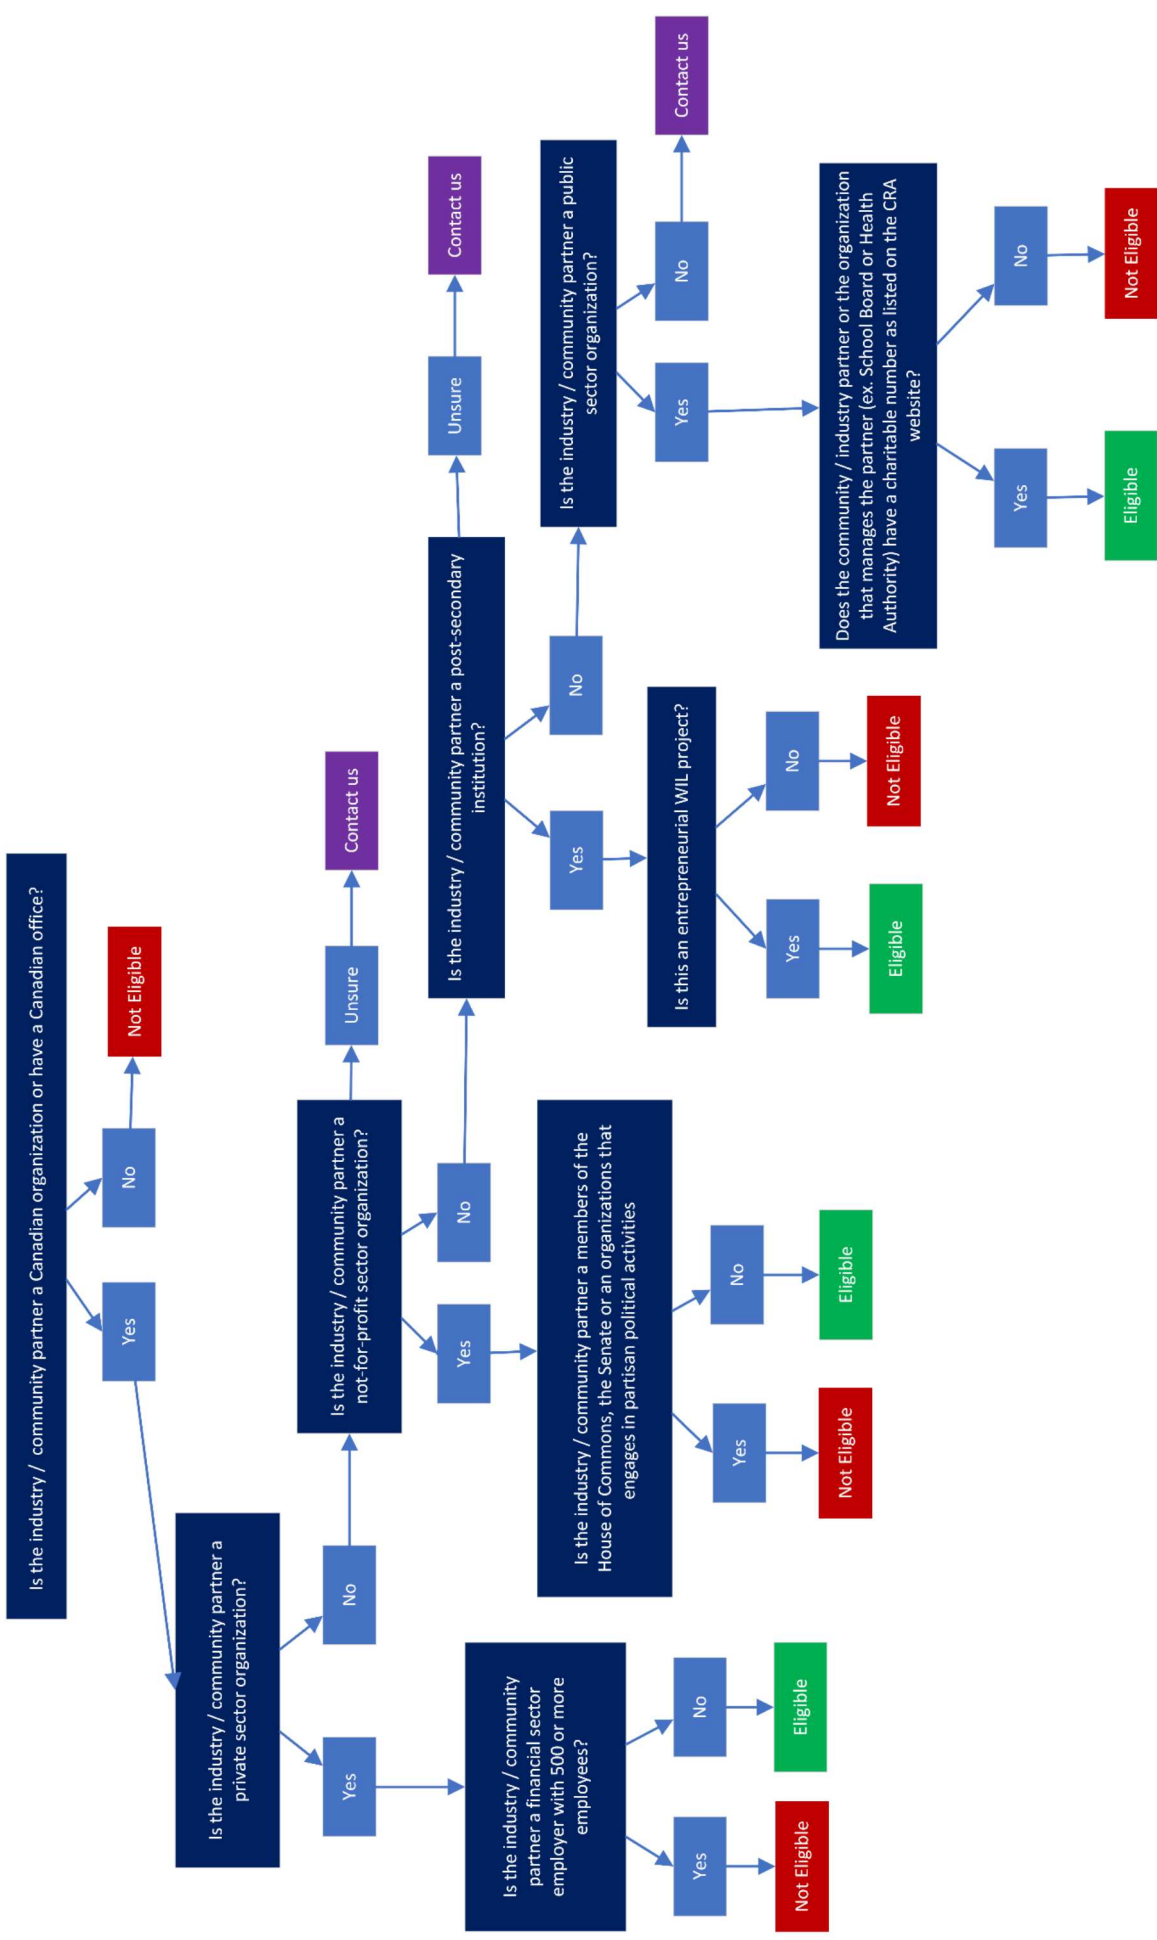 Is the industry / community partner a Canadian organization or have a Canadian office?
Yes
No
Not Eligible
Is the industry / community partner a
private sector organization?
Yes
No
Is the industry / community
partner a financial sector
employer with 500 or more
employees?
Yes
No
Not Eligible
Eligible
Is the industry / community partner a
not-for-profit sector organization?
Unsure
Contact us
Yes
No
Is the industry / community partner a members of the
House of Commons, the Senate or an organizations that
engages in partisan political activities
Yes
No
Not Eligible
Eligible
Is the industry / community partner a post-secondary
institution?
Unsure
Contact us
Yes
No
Is this an entrepreneurial WIL project?
Yes
No
Eligible
Not Eligible
Is the industry / community partner a public
sector organization?
Yes
No
Contact us
Does the community / industry partner or the organization
that manages the partner (ex. School Board or Health
Authority) have a charitable number as listed on the CRA
website?
Yes
No
Eligible
Not Eligible